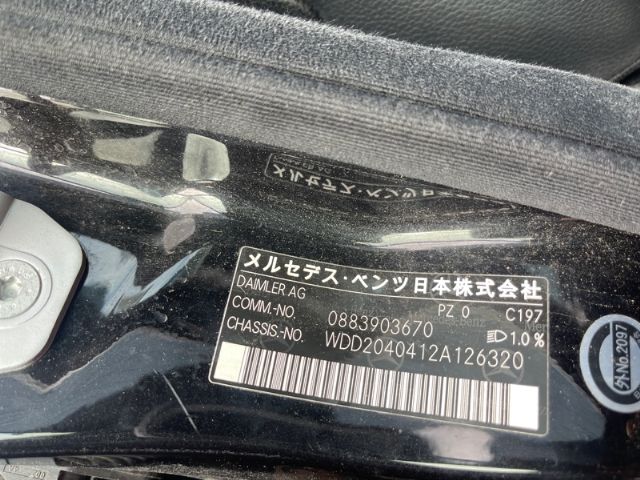 メルセデス・ベンツ日本株式会社
DAIMLER AG PZ 0 C197
COMM.-NO. 0883903670 1.0 %
CHASSIS.-NO. WDD2040412A126320